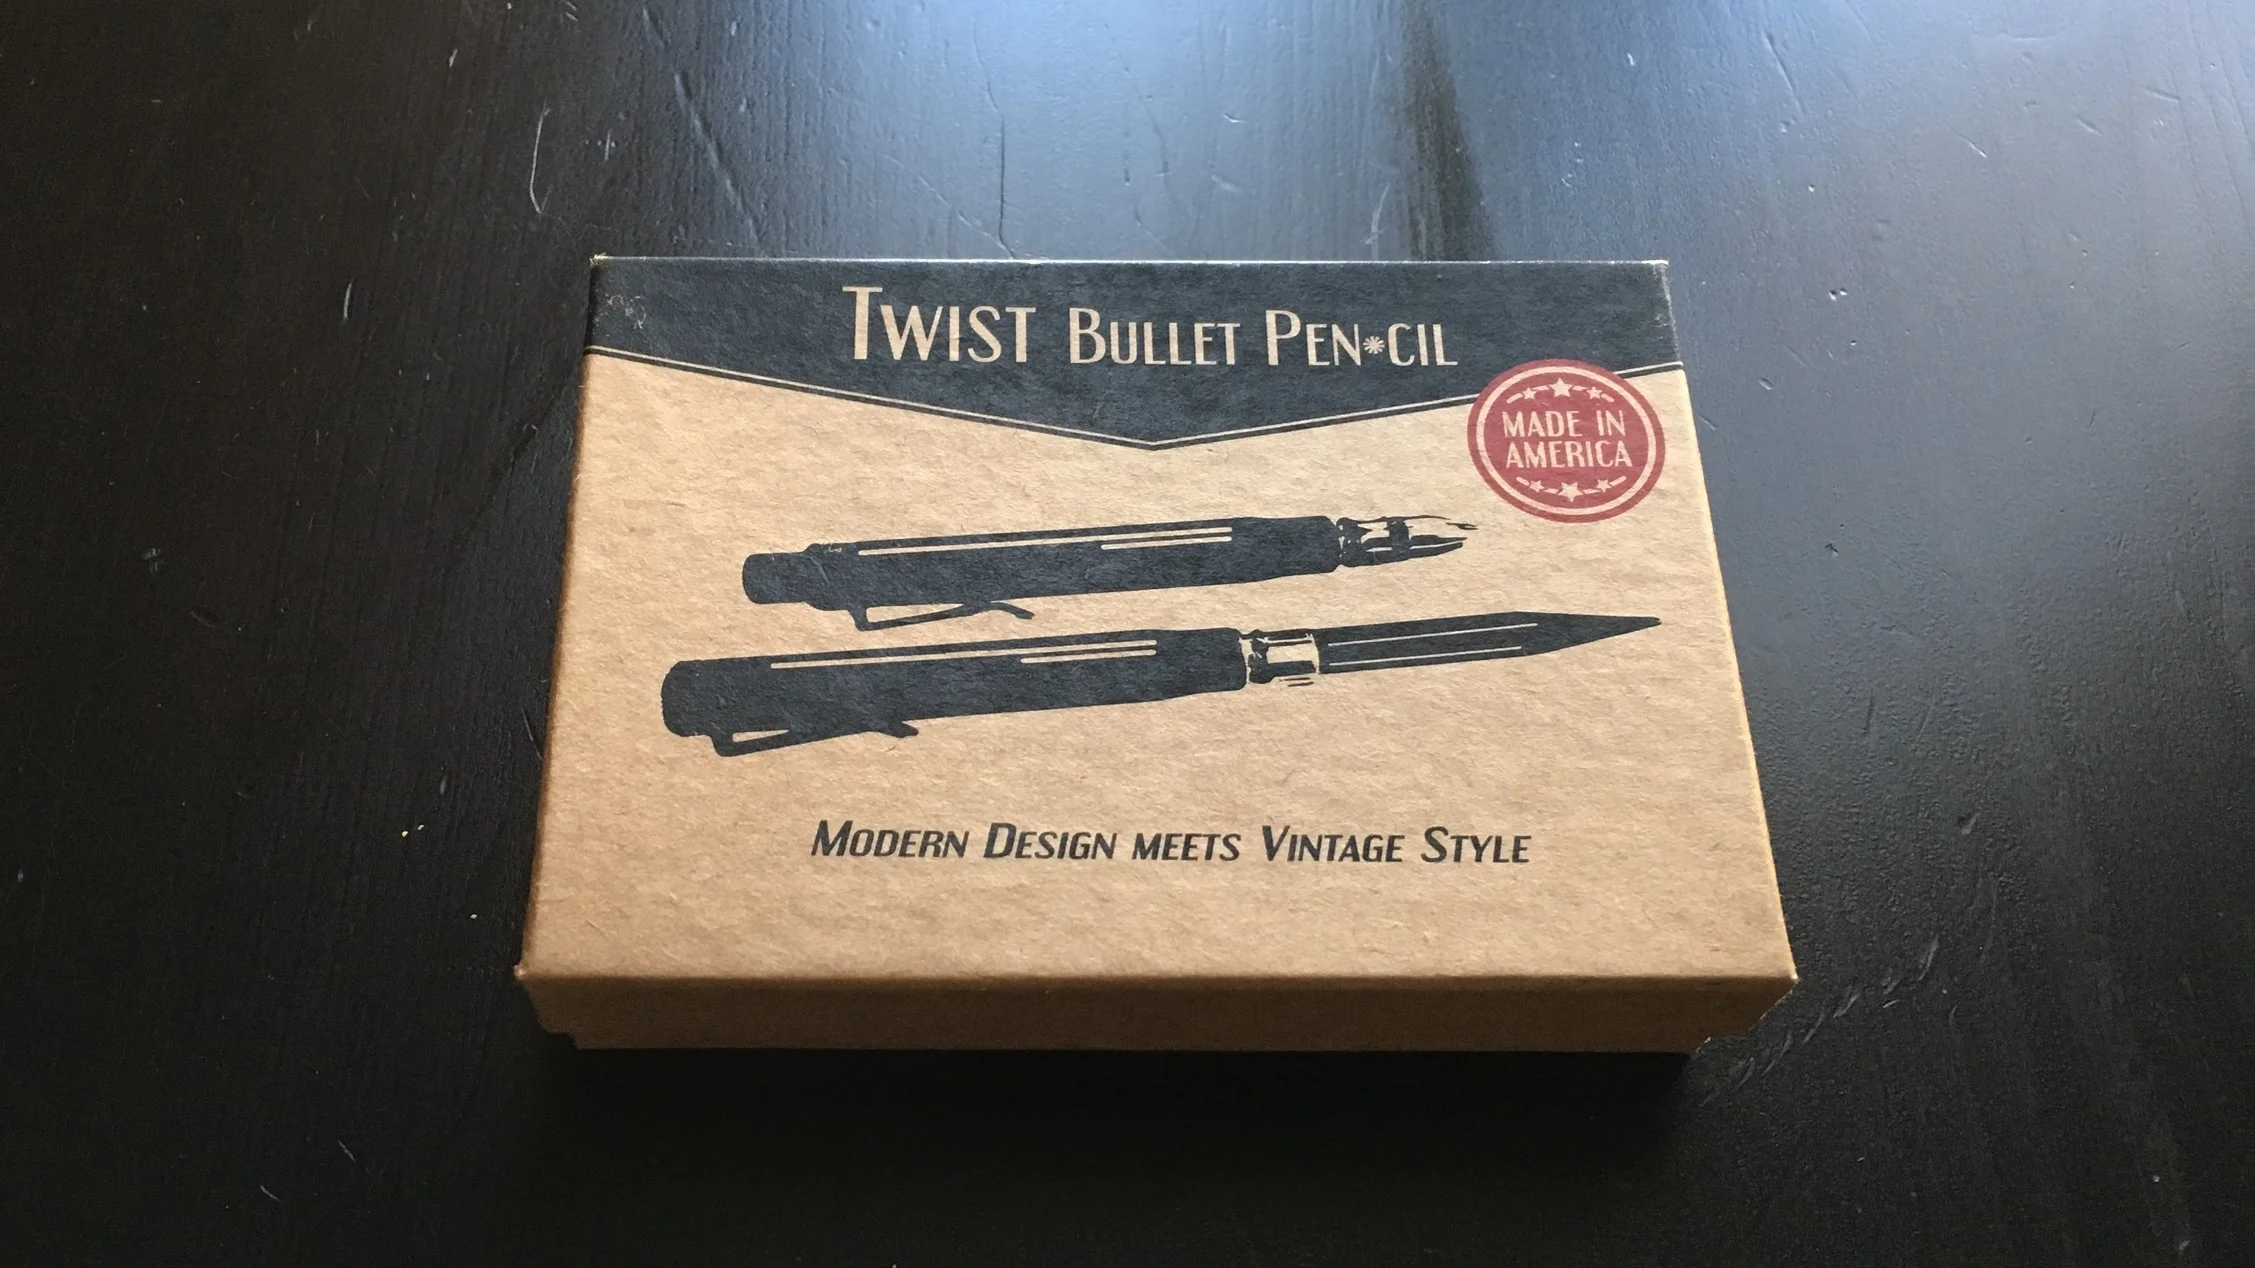 TWIST BULLET PEN*CIL
MADE IN
AMERICA
MODERN DESIGN MEETS VINTAGE STYLE